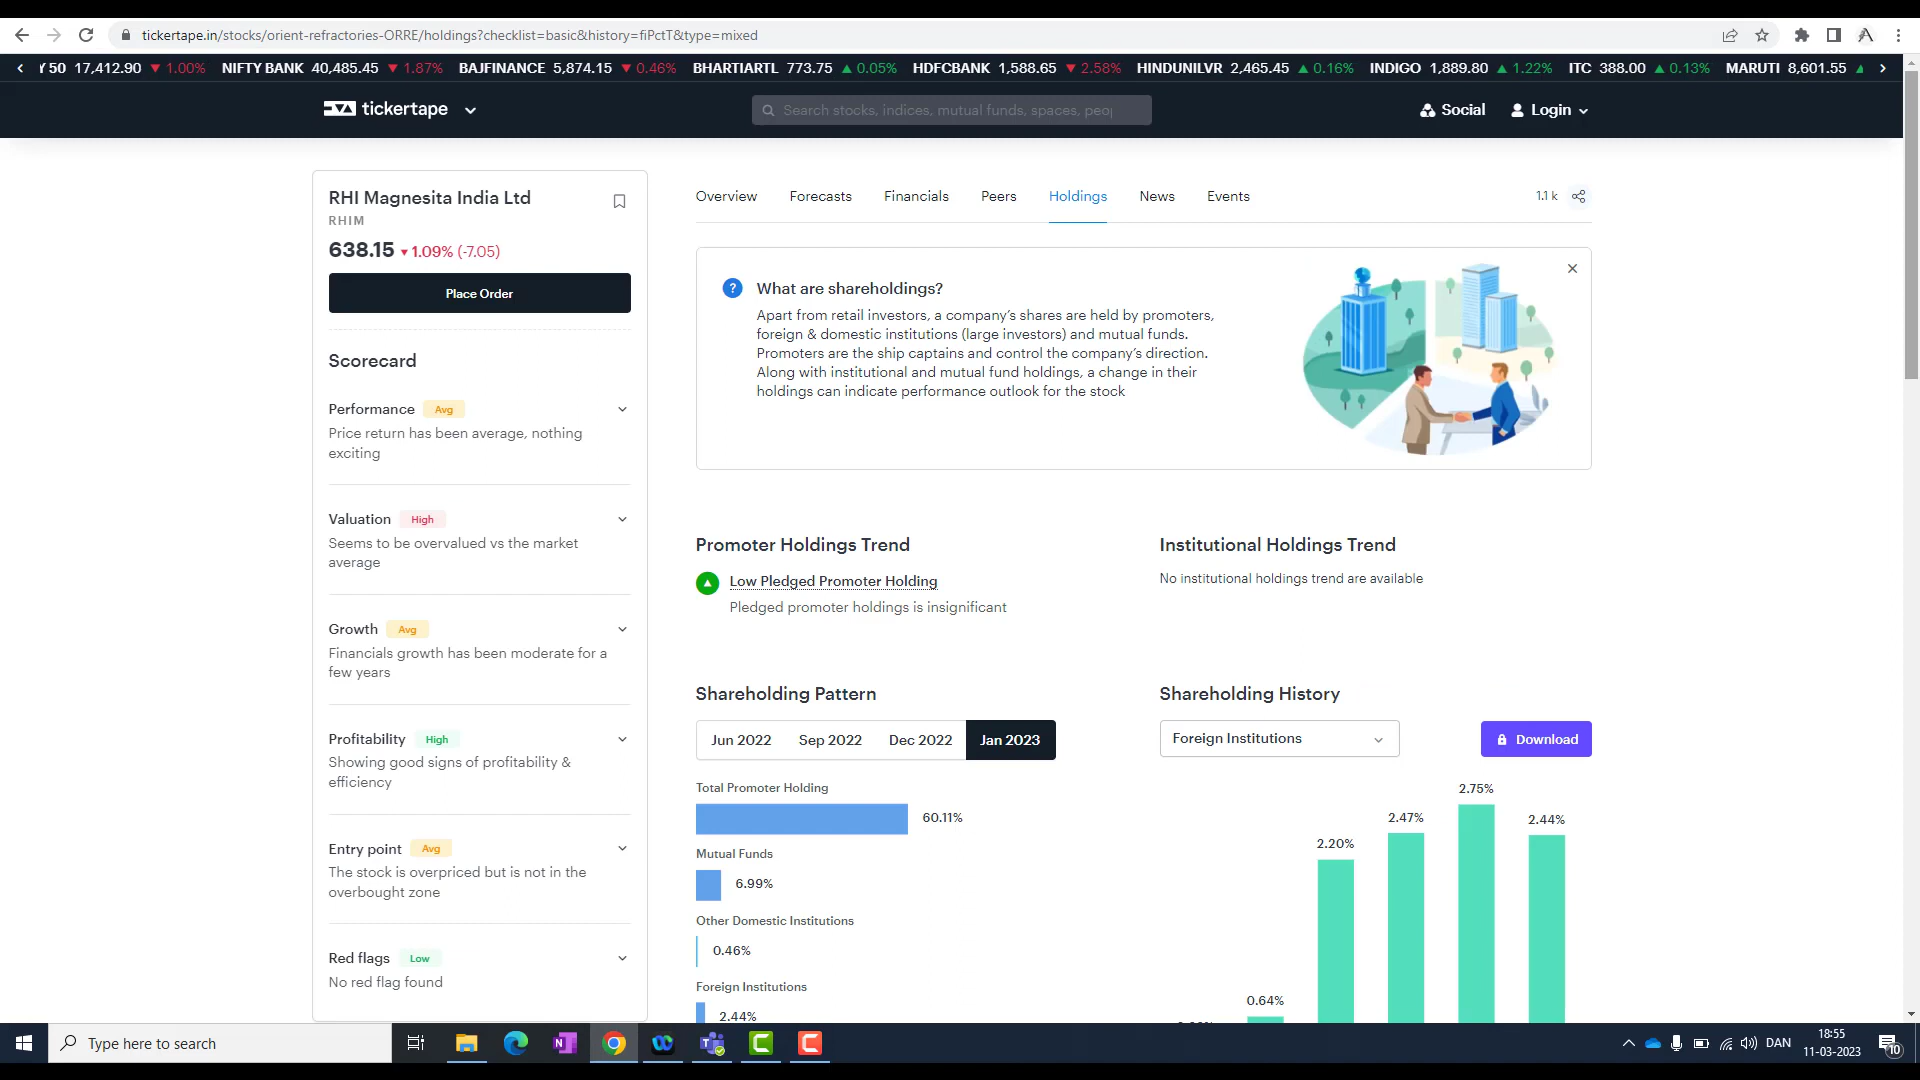 tickertape.in/stocks/orient-refractories-ORRE/holdings?checklist=basic&history=fiPctT&type=mixed
Y 50 17,412.90 ▼ 1.00% NIFTY BANK 40,485.45 ▼ 1.87% BAJFINANCE 5,874.15 ▼ 0.46% BHARTIARTL 773.75 ▲ 0.05% HDFCBANK 1,588.65 ▼ 2.58% HINDUNILVR 2,465.45 ▲ 0.16% INDIGO 1,889.80 ▲ 1.22% ITC 388.00 ▲ 0.13% MARUTI 8,601.55 ▲
tickertape
Search stocks, indices, mutual funds, spaces, peo
Social
Login
RHI Magnesita India Ltd
RHIM
638.15 ▼ 1.09% (-7.05)
Place Order
Scorecard
Performance Avg
Price return has been average, nothing
exciting
Valuation High
Seems to be overvalued vs the market
average
Growth Avg
Financials growth has been moderate for a
few years
Profitability High
Showing good signs of profitability &
efficiency
Entry point Avg
The stock is overpriced but is not in the
overbought zone
Red flags Low
No red flag found
Overview Forecasts Financials Peers Holdings News Events
1.1 k
? What are shareholdings?
Apart from retail investors, a company's shares are held by promoters,
foreign & domestic institutions (large investors) and mutual funds.
Promoters are the ship captains and control the company's direction.
Along with institutional and mutual fund holdings, a change in their
holdings can indicate performance outlook for the stock
Promoter Holdings Trend
Low Pledged Promoter Holding
Pledged promoter holdings is insignificant
Institutional Holdings Trend
No institutional holdings trend are available
Shareholding Pattern
Jun 2022 Sep 2022 Dec 2022 Jan 2023
Total Promoter Holding
60.11%
Mutual Funds
6.99%
Other Domestic Institutions
0.46%
Foreign Institutions
2.44%
Shareholding History
Foreign Institutions
Download
0.64%
2.20%
2.47%
2.75%
2.44%
Type here to search
DAN
18:55
11-03-2023
10